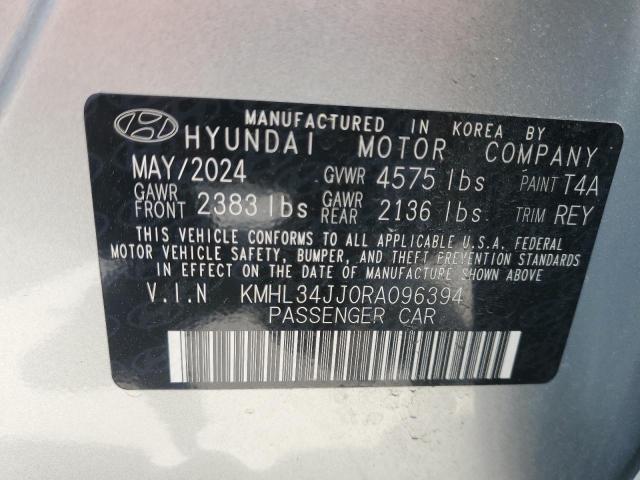 MANUFACTURED IN KOREA BY
HYUNDAI MOTOR COMPANY
MAY/2024 GVWR 4575 lbs PAINT T4A
GAWR FRONT 2383 lbs GAWR REAR 2136 lbs TRIM REY
THIS VEHICLE CONFORMS TO ALL APPLICABLE U.S.A. FEDERAL
MOTOR VEHICLE SAFETY, BUMPER, AND THEFT PREVENTION STANDARDS
IN EFFECT ON THE DATE OF MANUFACTURE SHOWN ABOVE
V.I.N KMHL34JJ0RA096394
PASSENGER CAR